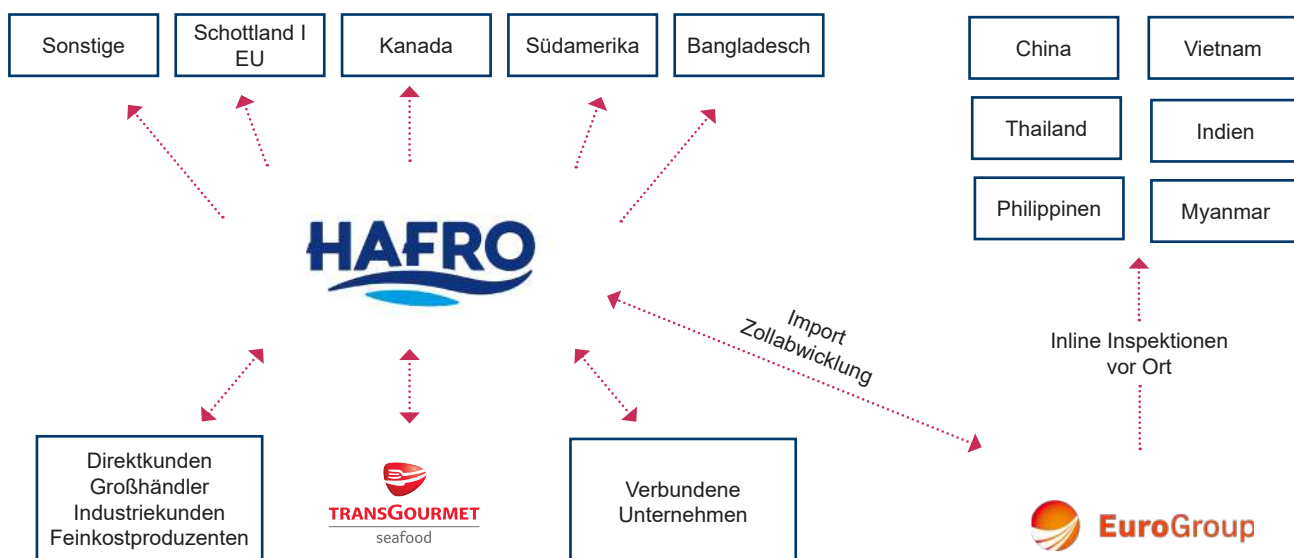 Sonstige
Schottland I
EU
Kanada
Südamerika
Bangladesch
China
Vietnam
Thailand
Indien
Philippinen
Myanmar
HAFRO
Import
Zollabwicklung
Inline Inspektionen
vor Ort
Direktkunden
Großhändler
Industriekunden
Feinkostproduzenten
TRANSGOURMET
seafood
Verbundene
Unternehmen
EuroGroup